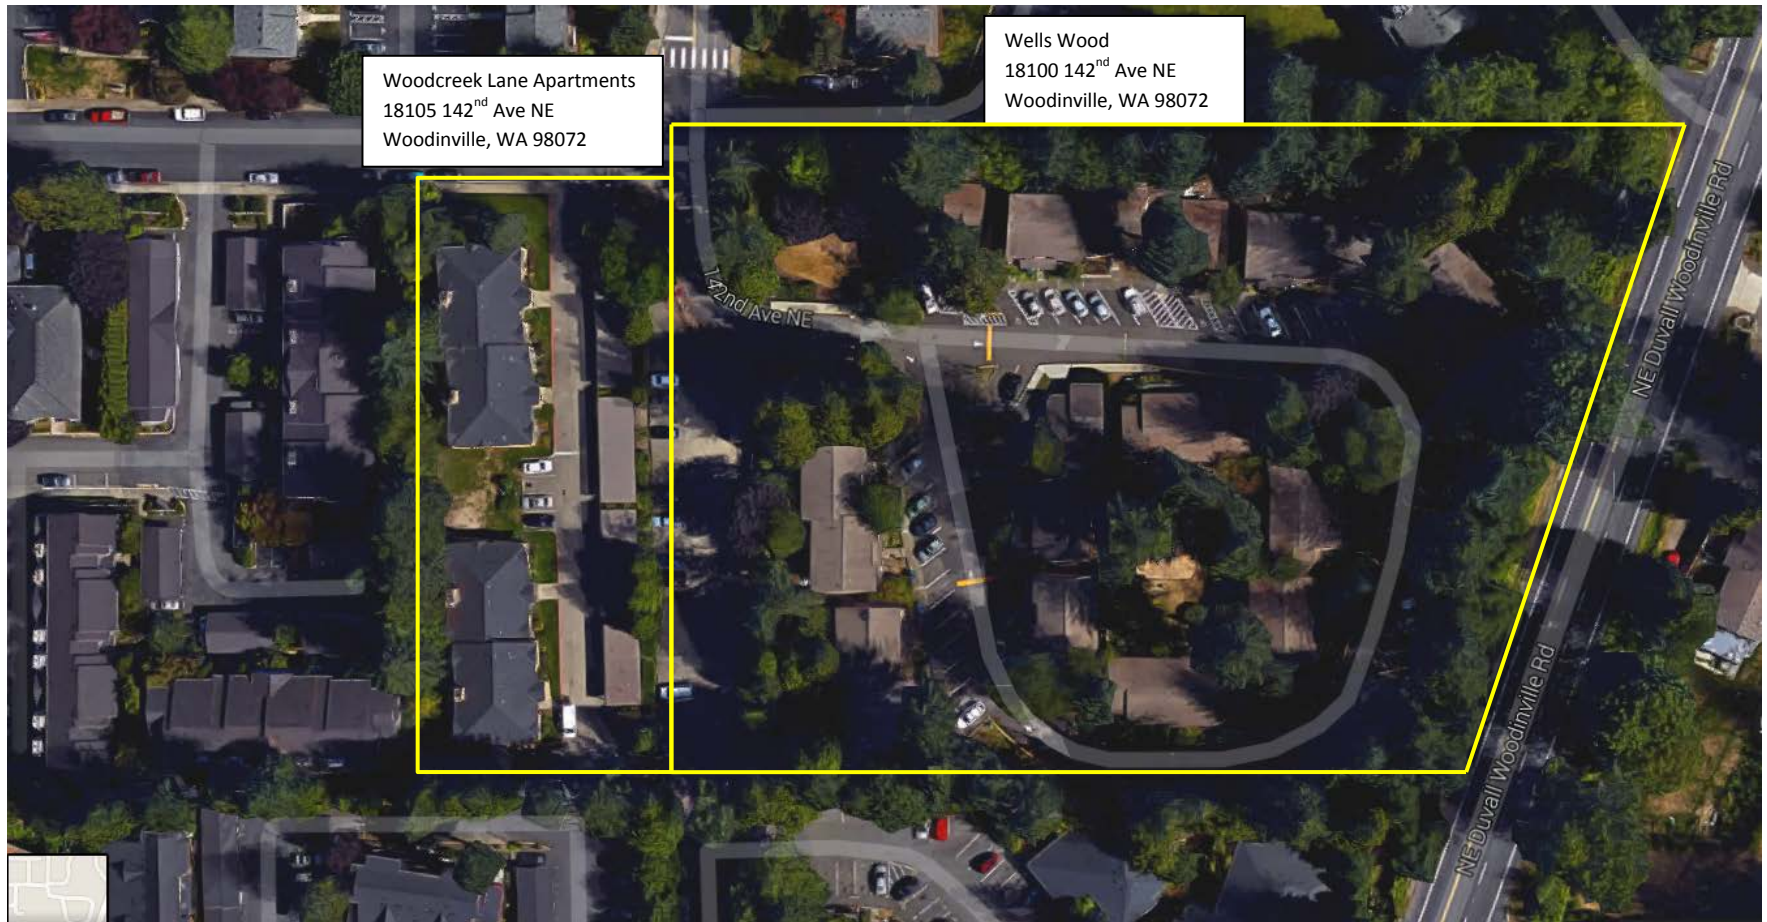 Woodcreek Lane Apartments
18105 142nd Ave NE
Woodinville, WA 98072
Wells Wood
18100 142nd Ave NE
Woodinville, WA 98072
142nd Ave NE
NE Duvall Woodinville Rd
NE Duvall Woodinville Rd